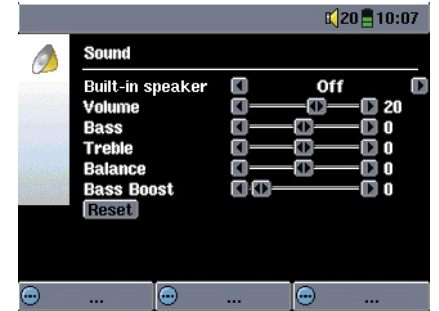 20 10:07
Sound
Built-in speaker Off
Volume 20
Bass 0
Treble 0
Balance 0
Bass Boost 0
Reset
... ... ...